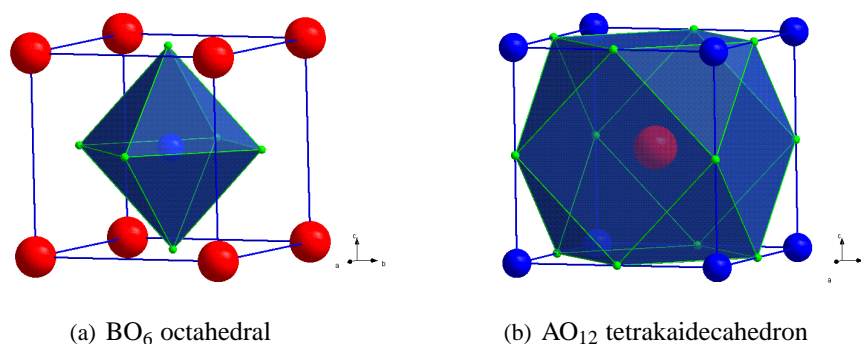 c
a
b
c
a
(a) BO₆ octahedral
(b) AO₁₂ tetrakaidecahedron